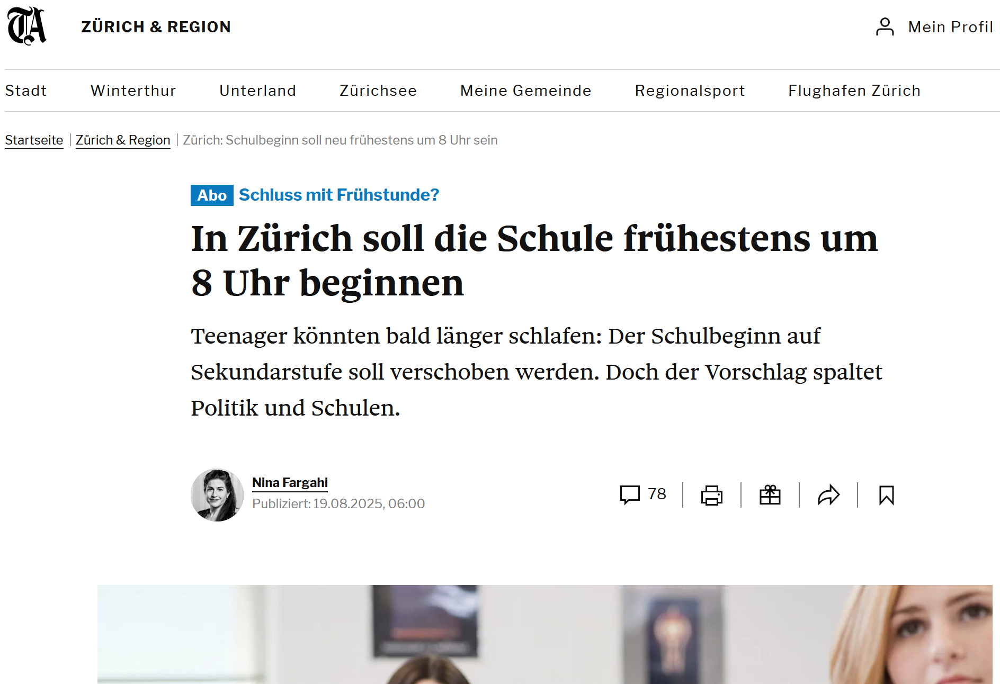 TA
ZÜRICH & REGION
Mein Profil
Stadt Winterthur Unterland Zürichsee Meine Gemeinde Regionalsport Flughafen Zürich
Startseite | Zürich & Region | Zürich: Schulbeginn soll neu frühestens um 8 Uhr sein
Abo Schluss mit Frühstunde?
In Zürich soll die Schule frühestens um
8 Uhr beginnen
Teenager könnten bald länger schlafen: Der Schulbeginn auf
Sekundarstufe soll verschoben werden. Doch der Vorschlag spaltet
Politik und Schulen.
Nina Fargahi
Publiziert: 19.08.2025, 06:00
78